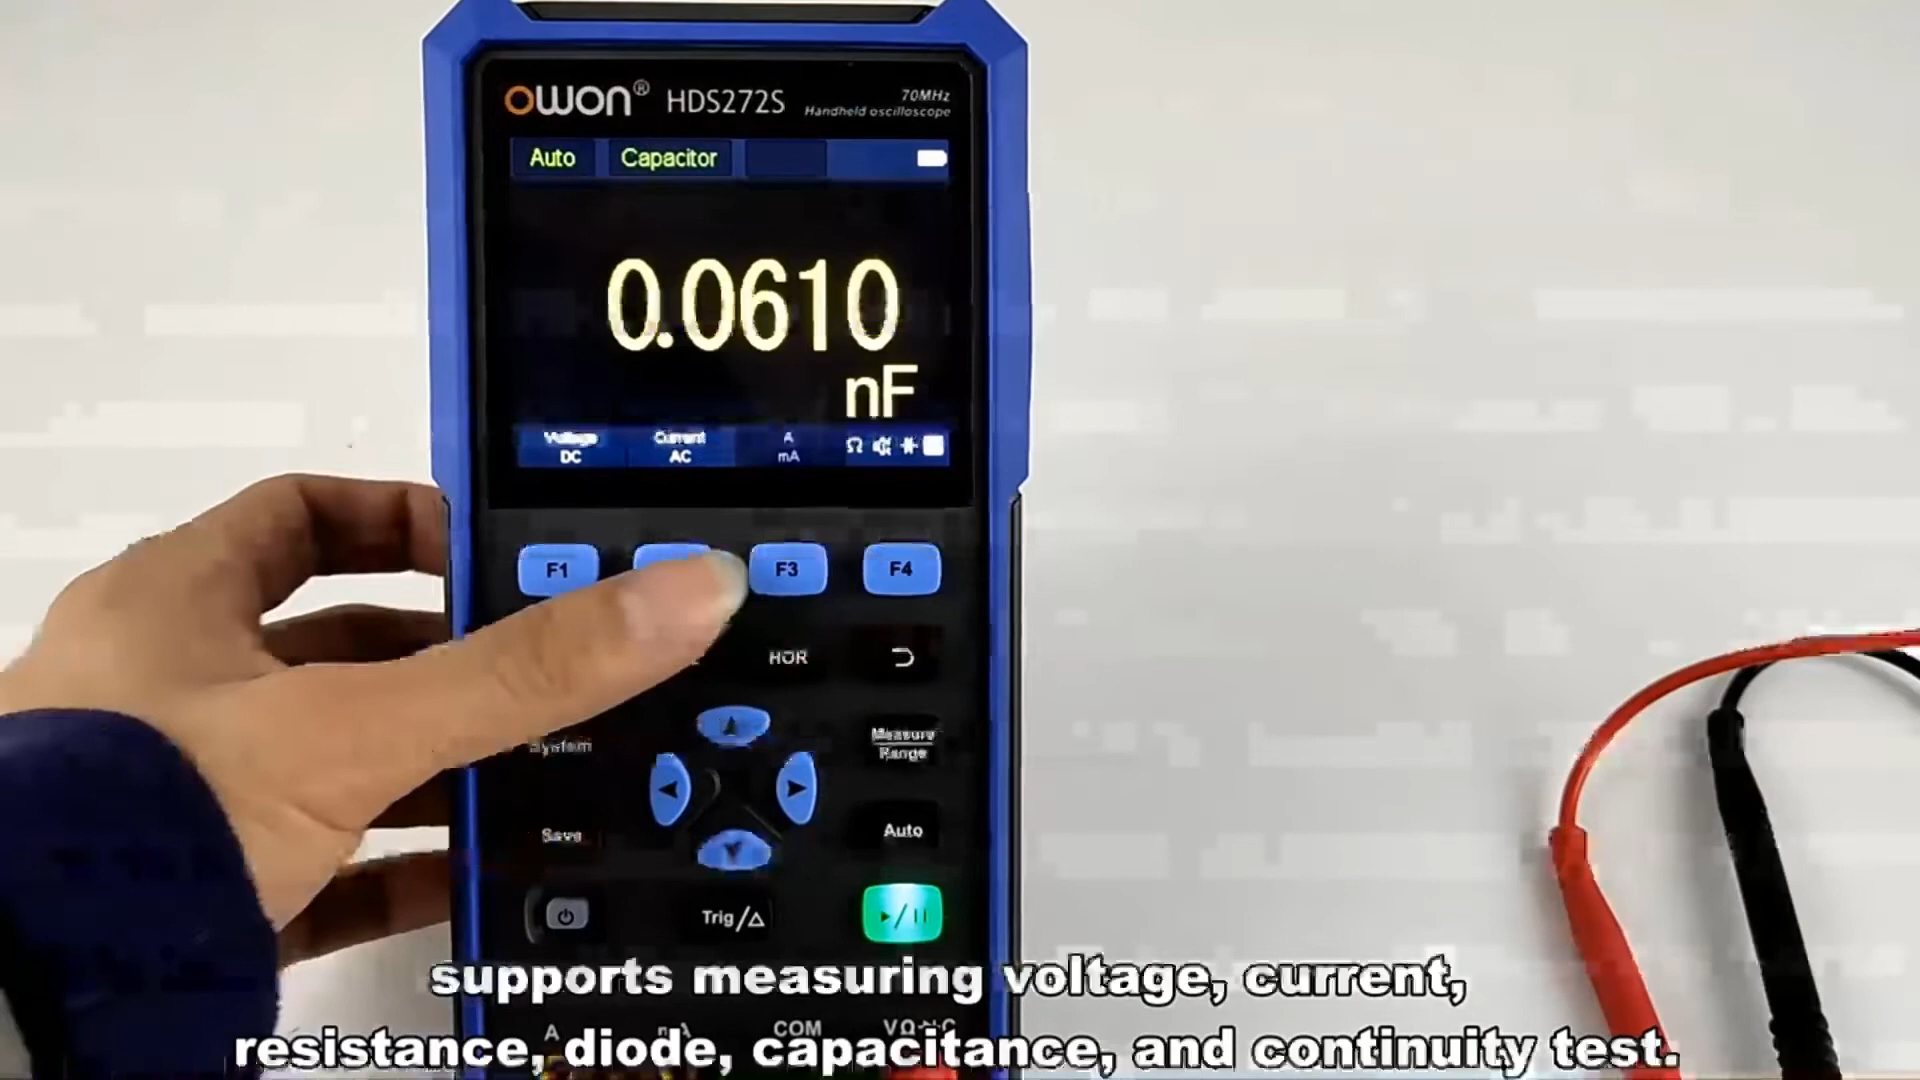 OWON® HDS272S
70MHz
Handheld oscilloscope
Auto Capacitor
0.0610
nF
Voltage
DC
Current
AC
A
mA
Ω
F1 F3 F4
HOR
System
Measure
Range
Save
Auto
Trig/△
supports measuring voltage, current,
A COM
resistance, diode, capacitance, and continuity test.